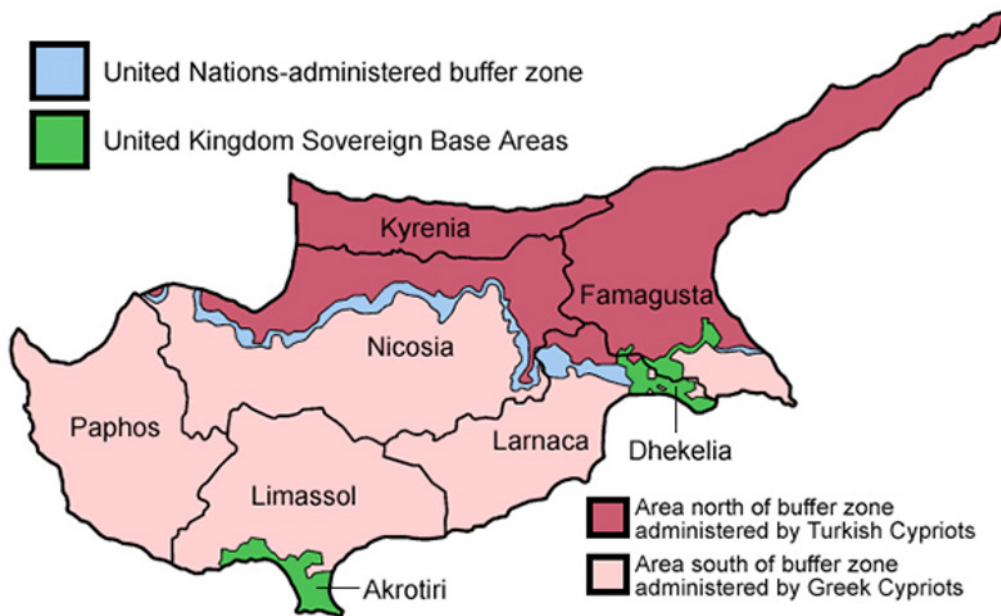 United Nations-administered buffer zone
United Kingdom Sovereign Base Areas
Kyrenia
Famagusta
Nicosia
Paphos
Larnaca
Dhekelia
Limassol
Akrotiri
Area north of buffer zone
administered by Turkish Cypriots
Area south of buffer zone
administered by Greek Cypriots